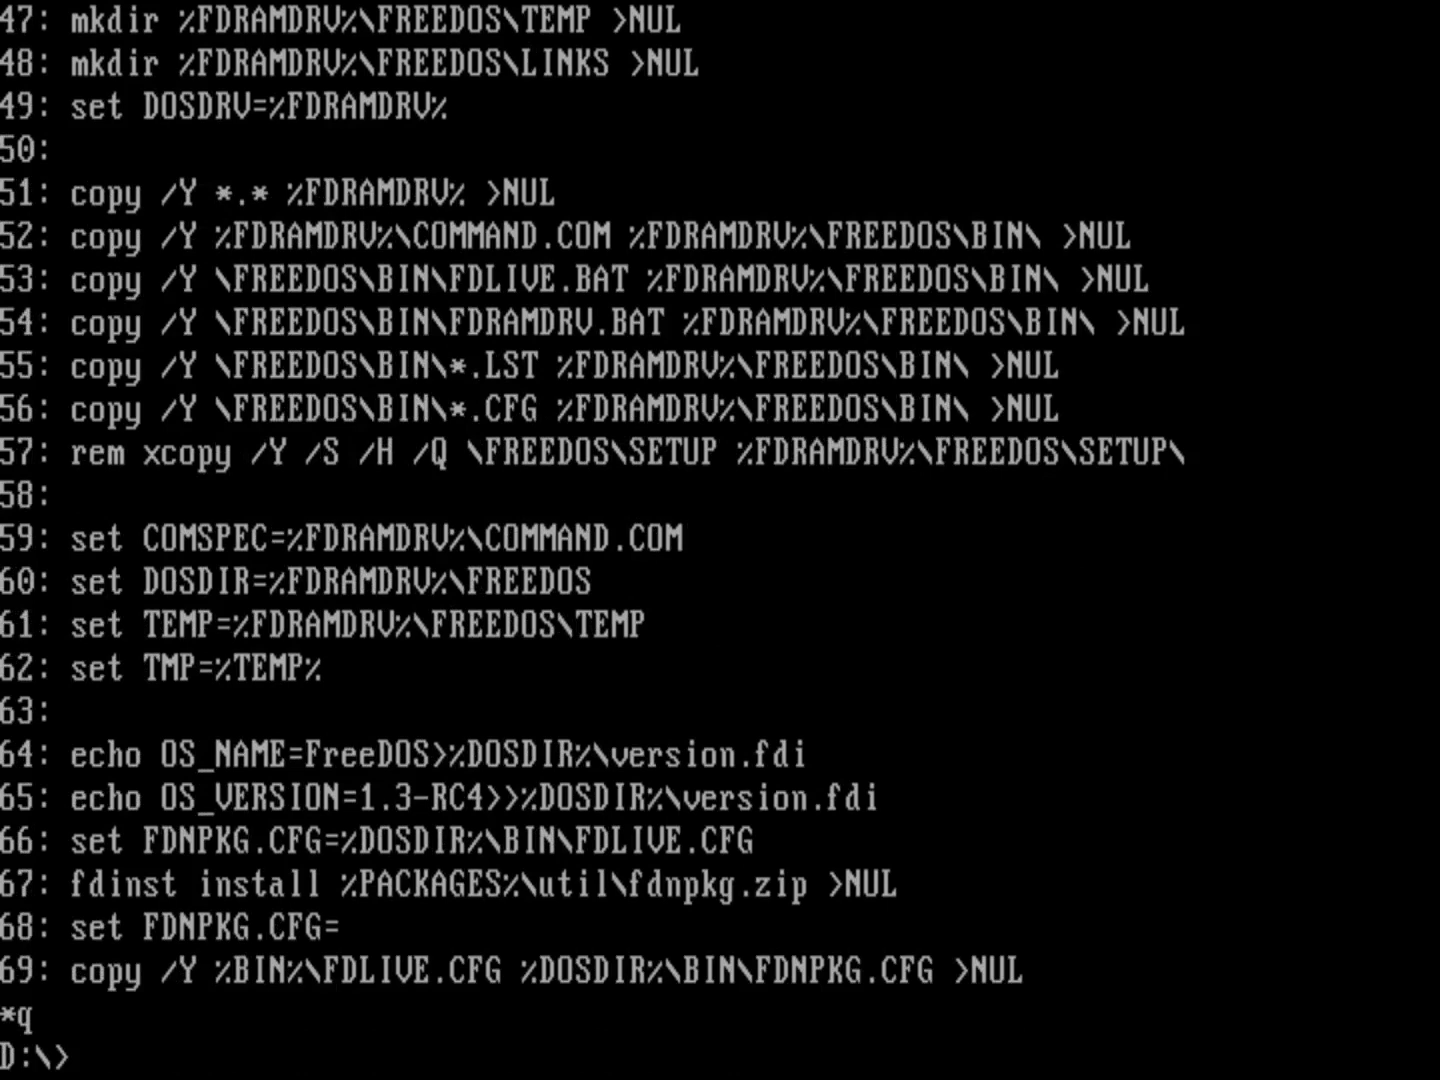 47: mkdir %FDRAMDRV%\FREEDOS\TEMP >NUL
48: mkdir %FDRAMDRV%\FREEDOS\LINKS >NUL
49: set DOSDRV=%FDRAMDRV%
50:
51: copy /Y *.* %FDRAMDRV% >NUL
52: copy /Y %FDRAMDRV%\COMMAND.COM %FDRAMDRV%\FREEDOS\BIN\ >NUL
53: copy /Y \FREEDOS\BIN\FDLIVE.BAT %FDRAMDRV%\FREEDOS\BIN\ >NUL
54: copy /Y \FREEDOS\BIN\FDRAMDRV.BAT %FDRAMDRV%\FREEDOS\BIN\ >NUL
55: copy /Y \FREEDOS\BIN\*.LST %FDRAMDRV%\FREEDOS\BIN\ >NUL
56: copy /Y \FREEDOS\BIN\*.CFG %FDRAMDRV%\FREEDOS\BIN\ >NUL
57: rem xcopy /Y /S /H /Q \FREEDOS\SETUP %FDRAMDRV%\FREEDOS\SETUP\
58:
59: set COMSPEC=%FDRAMDRV%\COMMAND.COM
60: set DOSDIR=%FDRAMDRV%\FREEDOS
61: set TEMP=%FDRAMDRV%\FREEDOS\TEMP
62: set TMP=%TEMP%
63:
64: echo OS_NAME=FreeDOS>%DOSDIR%\version.fdi
65: echo OS_VERSION=1.3-RC4>>%DOSDIR%\version.fdi
66: set FDNPKG.CFG=%DOSDIR%\BIN\FDLIVE.CFG
67: fdinst install %PACKAGES%\util\fdnpkg.zip >NUL
68: set FDNPKG.CFG=
69: copy /Y %BIN%\FDLIVE.CFG %DOSDIR%\BIN\FDNPKG.CFG >NUL
*q
D:\>